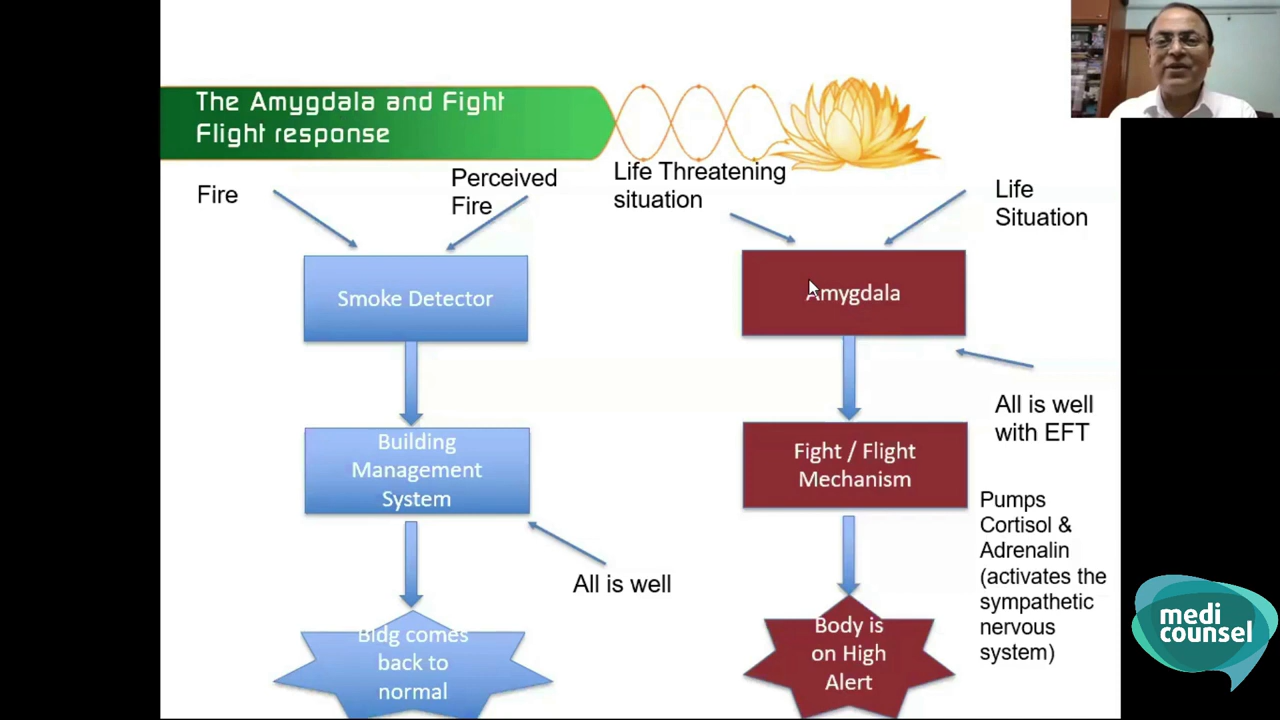 The Amygdala and Fight
Flight response
Fire
Perceived
Fire
Life Threatening
situation
Life
Situation
Smoke Detector
Amygdala
Building
Management
System
All is well
with EFT
Fight / Flight
Mechanism
All is well
Pumps
Cortisol &
Adrenalin
(activates the
sympathetic
nervous
system)
Bldg comes
back to
normal
Body is
on High
Alert
medi
counsel